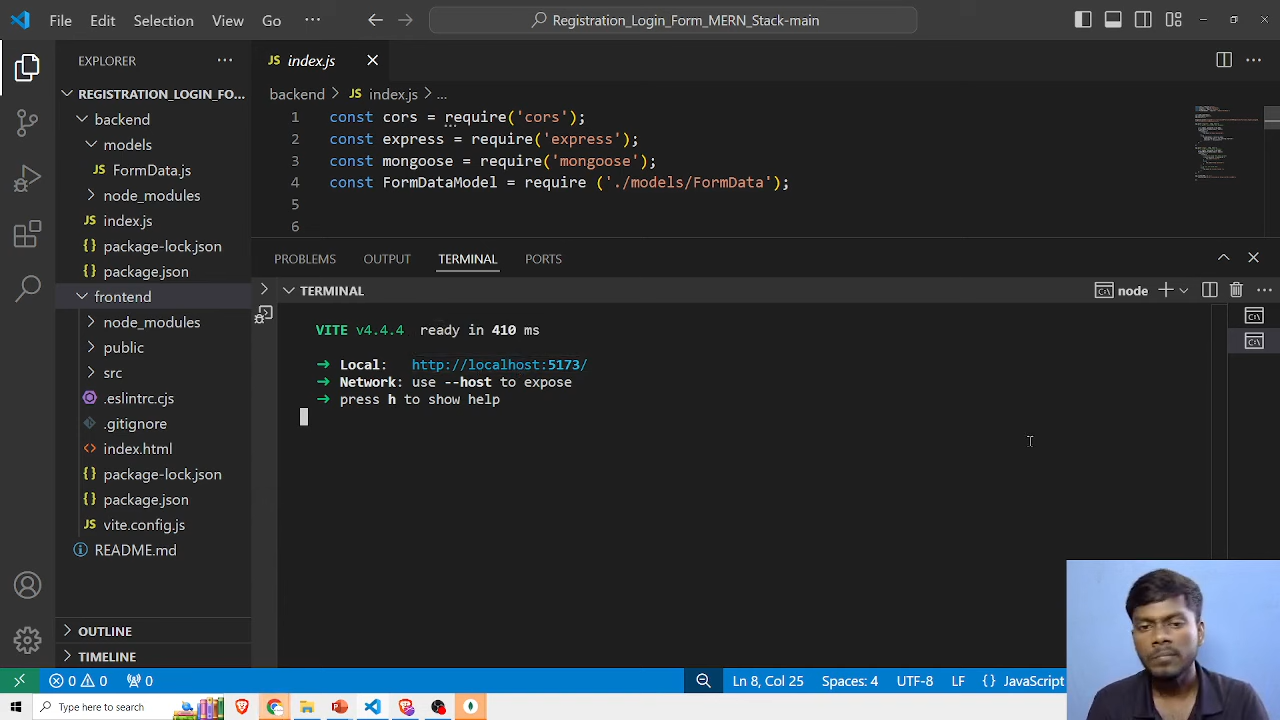 File Edit Selection View Go ··· Registration_Login_Form_MERN_Stack-main
EXPLORER ···
REGISTRATION_LOGIN_FO...
backend
models
FormData.js
node_modules
JS index.js
{} package-lock.json
{} package.json
frontend
node_modules
public
src
.eslintrc.cjs
.gitignore
<> index.html
{} package-lock.json
{} package.json
JS vite.config.js
README.md
OUTLINE
TIMELINE
JS index.js
backend > JS index.js > ...
1 const cors = require('cors');
2 const express = require('express');
3 const mongoose = require('mongoose');
4 const FormDataModel = require ('./models/FormData');
5
6
PROBLEMS OUTPUT TERMINAL PORTS
TERMINAL
node
VITE v4.4.4 ready in 410 ms
➜ Local: http://localhost:5173/
➜ Network: use --host to expose
➜ press h to show help
0 0 0 Ln 8, Col 25 Spaces: 4 UTF-8 LF {} JavaScript
Type here to search